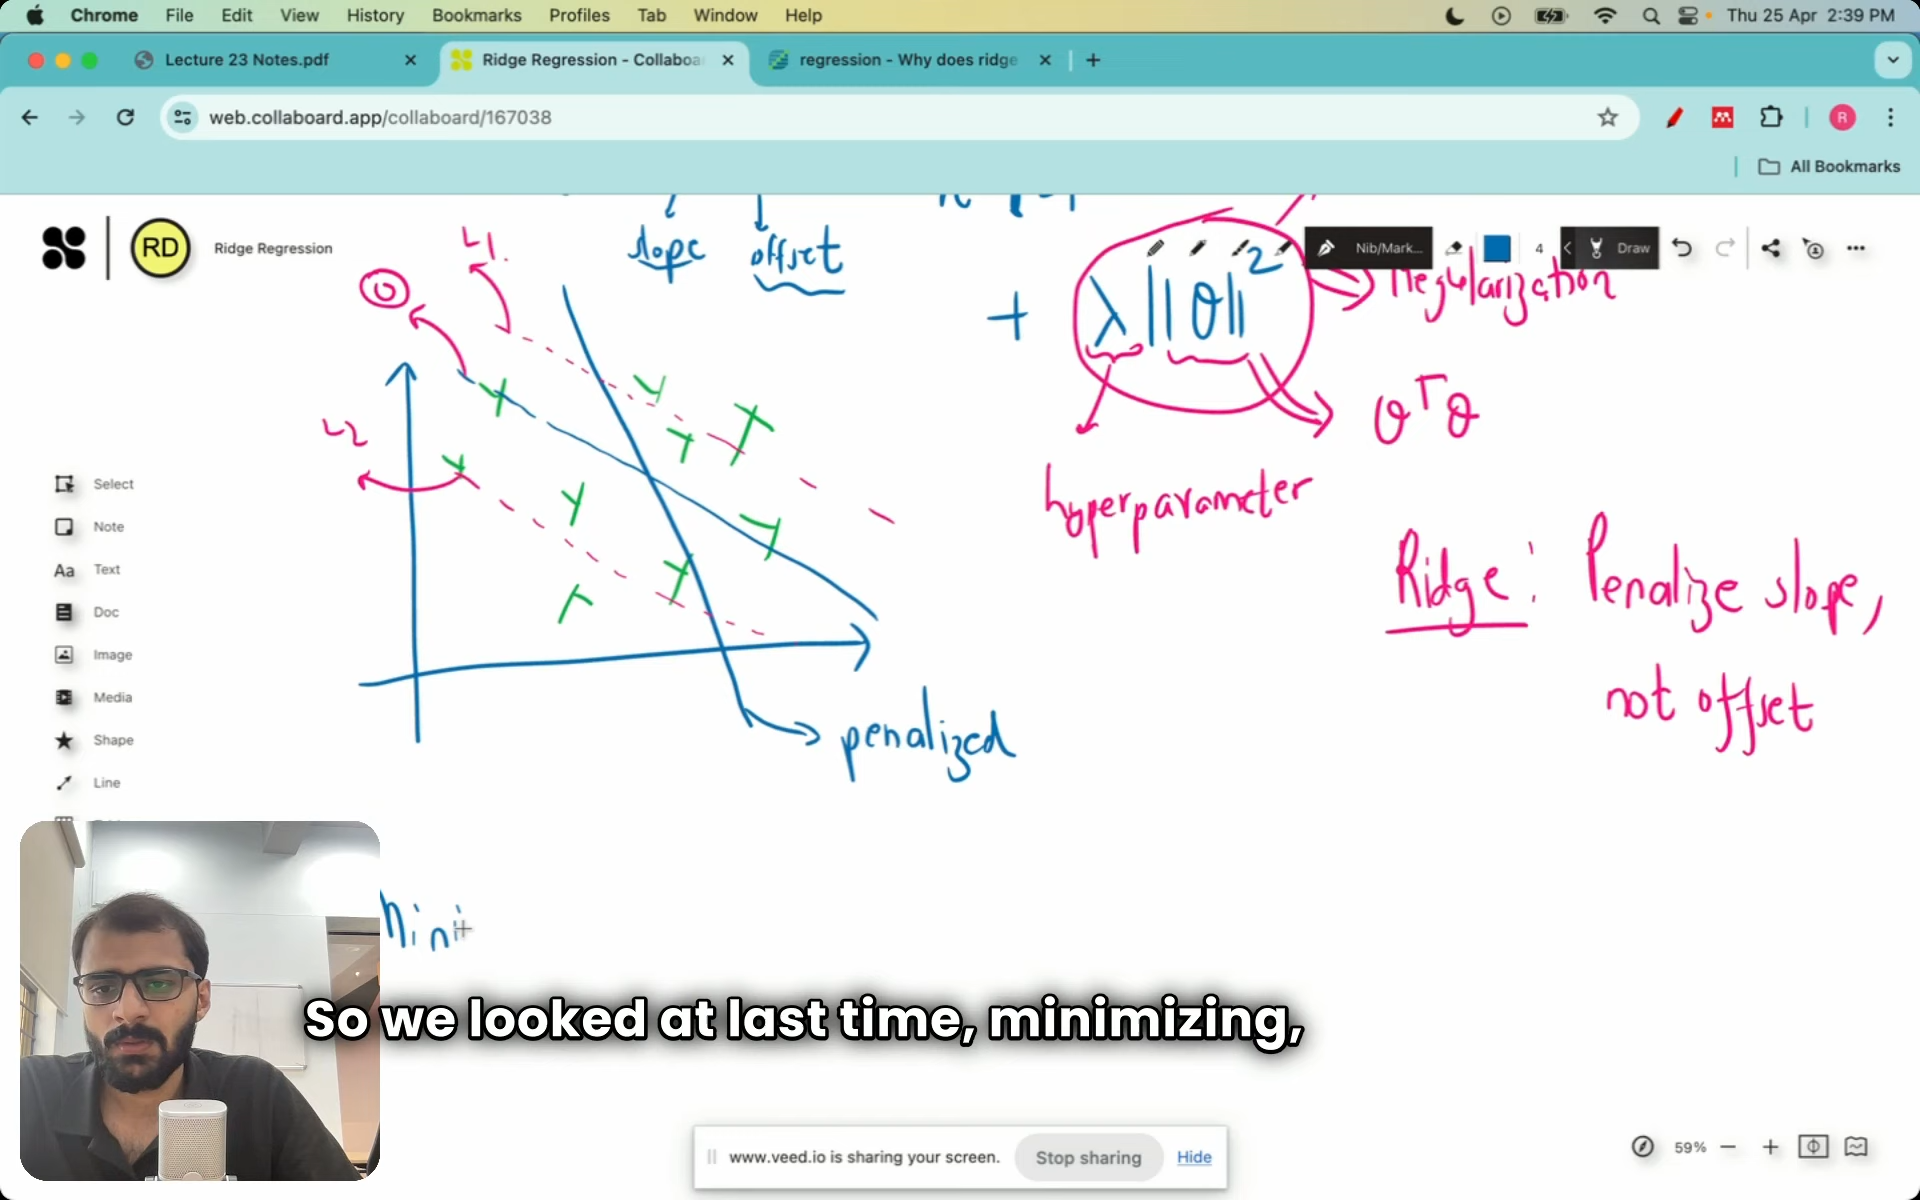 Chrome File Edit View History Bookmarks Profiles Tab Window Help Thu 25 Apr 2:39 PM
Lecture 23 Notes.pdf Ridge Regression - Collaboa regression - Why does ridge
web.collaboard.app/collaboard/167038 R
All Bookmarks
RD Ridge Regression
Nib/Mark... 4 Draw
slope offset
L1.
0
+ λ||θ||²
Regularization
L2
θᵀθ
hyperparameter
Ridge: Penalize slope,
not offset
penalized
Select
Note
Aa Text
Doc
Image
Media
Shape
Line
Mini
So we looked at last time, minimizing,
www.veed.io is sharing your screen. Stop sharing Hide
59%